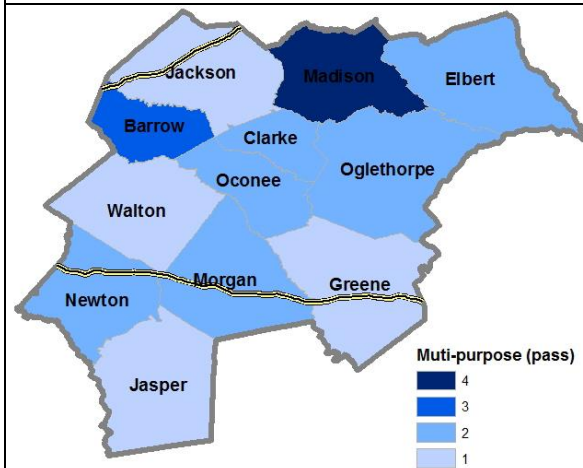 Jackson
Madison
Elbert
Barrow
Clarke
Oglethorpe
Oconee
Walton
Morgan
Greene
Newton
Jasper
Muti-purpose (pass)
4
3
2
1